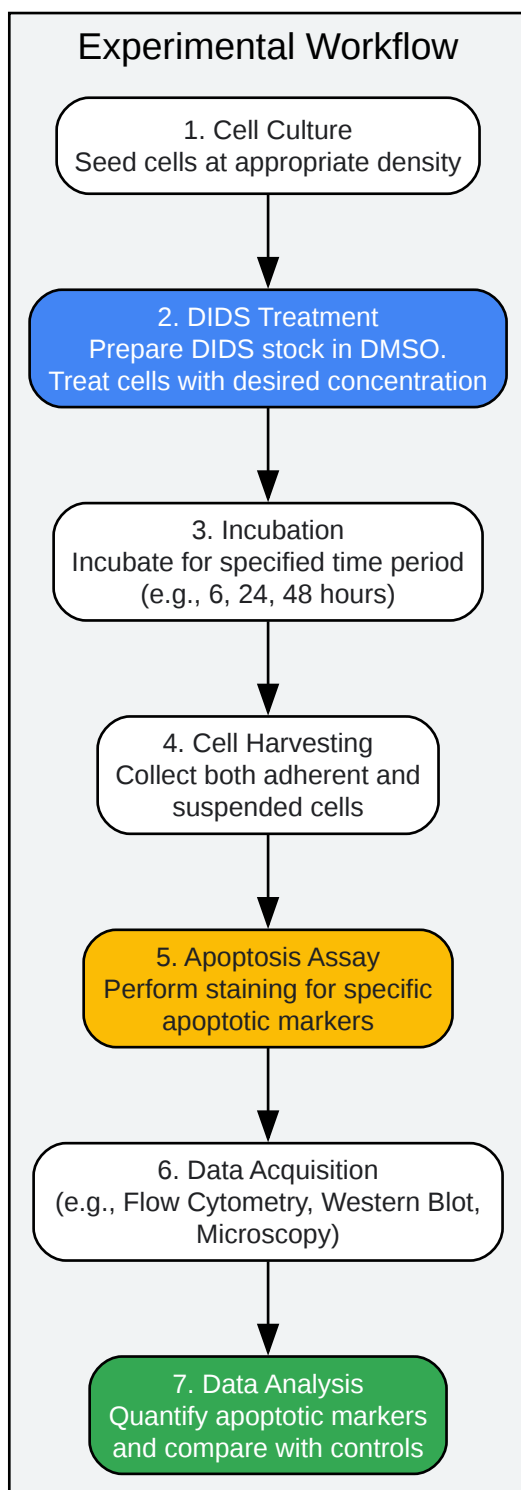 Experimental Workflow
1. Cell Culture
Seed cells at appropriate density
2. DIDS Treatment
Prepare DIDS stock in DMSO.
Treat cells with desired concentration
3. Incubation
Incubate for specified time period
(e.g., 6, 24, 48 hours)
4. Cell Harvesting
Collect both adherent and
suspended cells
5. Apoptosis Assay
Perform staining for specific
apoptotic markers
6. Data Acquisition
(e.g., Flow Cytometry, Western Blot,
Microscopy)
7. Data Analysis
Quantify apoptotic markers
and compare with controls